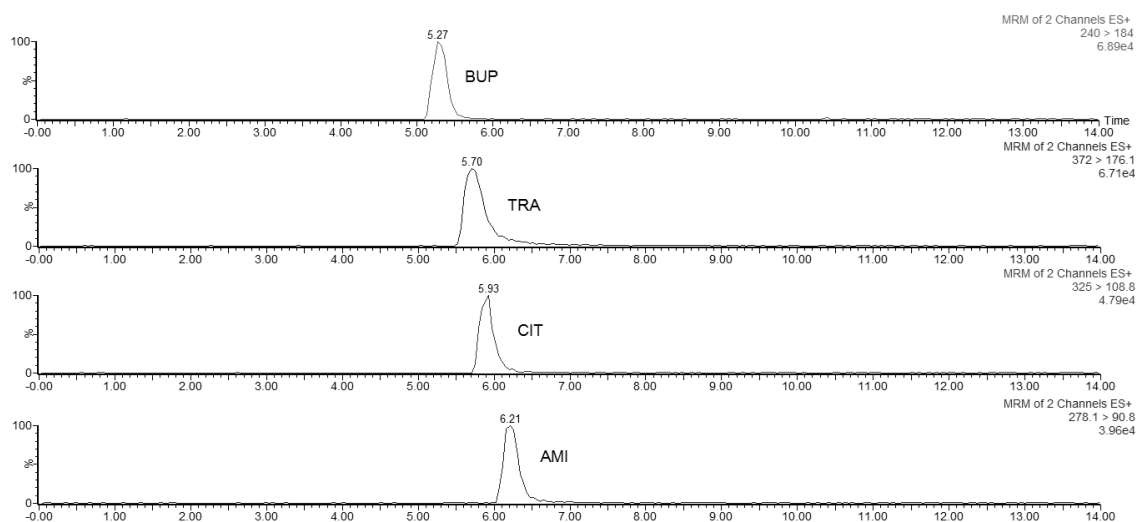 MRM of 2 Channels ES+
240 > 184
6.89e4
100
5.27
BUP
%
0
-0.00 1.00 2.00 3.00 4.00 5.00 6.00 7.00 8.00 9.00 10.00 11.00 12.00 13.00 14.00
Time
MRM of 2 Channels ES+
372 > 176.1
6.71e4
100
5.70
TRA
%
0
-0.00 1.00 2.00 3.00 4.00 5.00 6.00 7.00 8.00 9.00 10.00 11.00 12.00 13.00 14.00
MRM of 2 Channels ES+
325 > 108.8
4.79e4
100
5.93
CIT
%
0
-0.00 1.00 2.00 3.00 4.00 5.00 6.00 7.00 8.00 9.00 10.00 11.00 12.00 13.00 14.00
MRM of 2 Channels ES+
278.1 > 90.8
3.96e4
100
6.21
AMI
%
0
-0.00 1.00 2.00 3.00 4.00 5.00 6.00 7.00 8.00 9.00 10.00 11.00 12.00 13.00 14.00